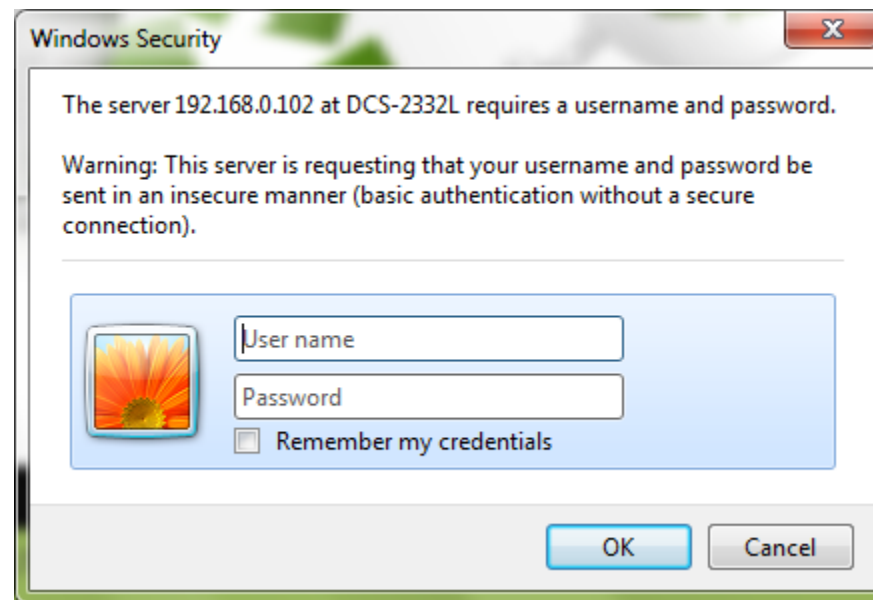 Windows Security
The server 192.168.0.102 at DCS-2332L requires a username and password.
Warning: This server is requesting that your username and password be
sent in an insecure manner (basic authentication without a secure
connection).
User name
Password
Remember my credentials
OK
Cancel